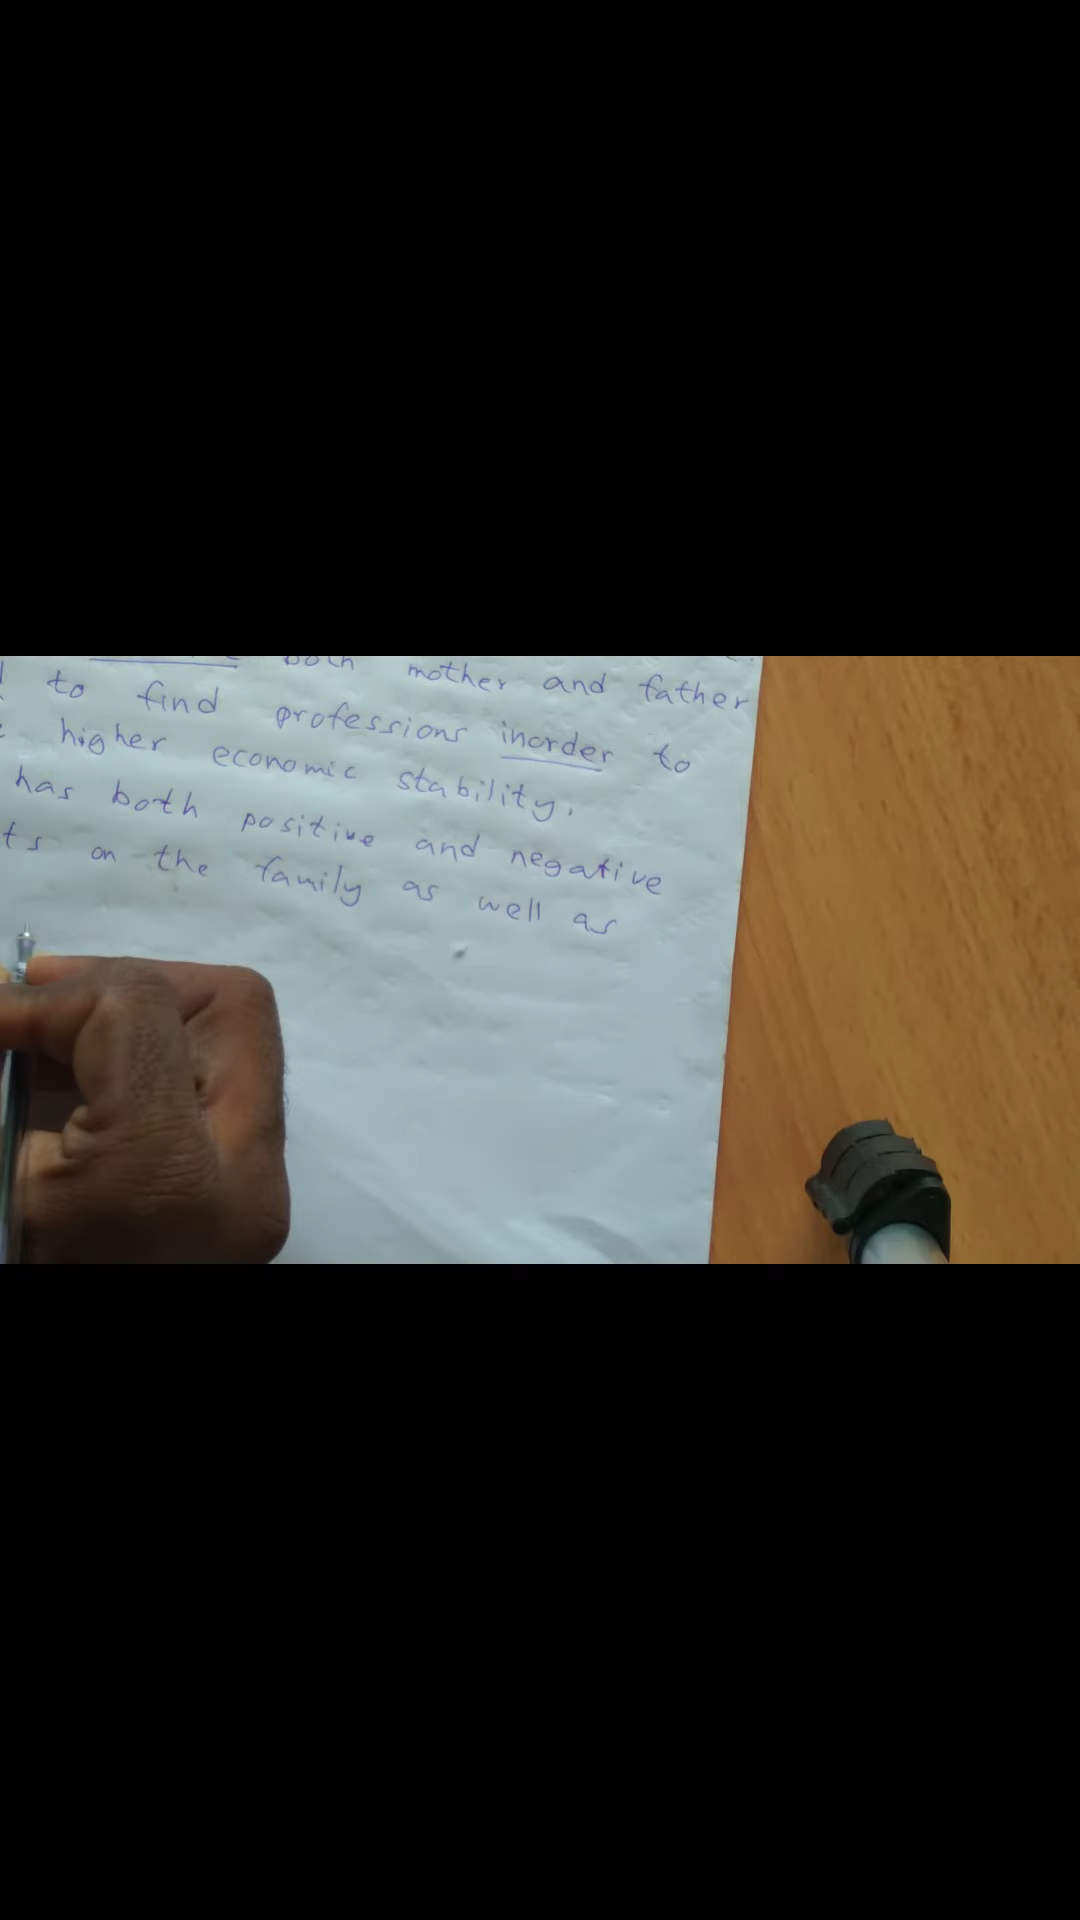 both mother and father
to find professions inorder to
higher economic stability.
has both positive and negative
on the family as well as